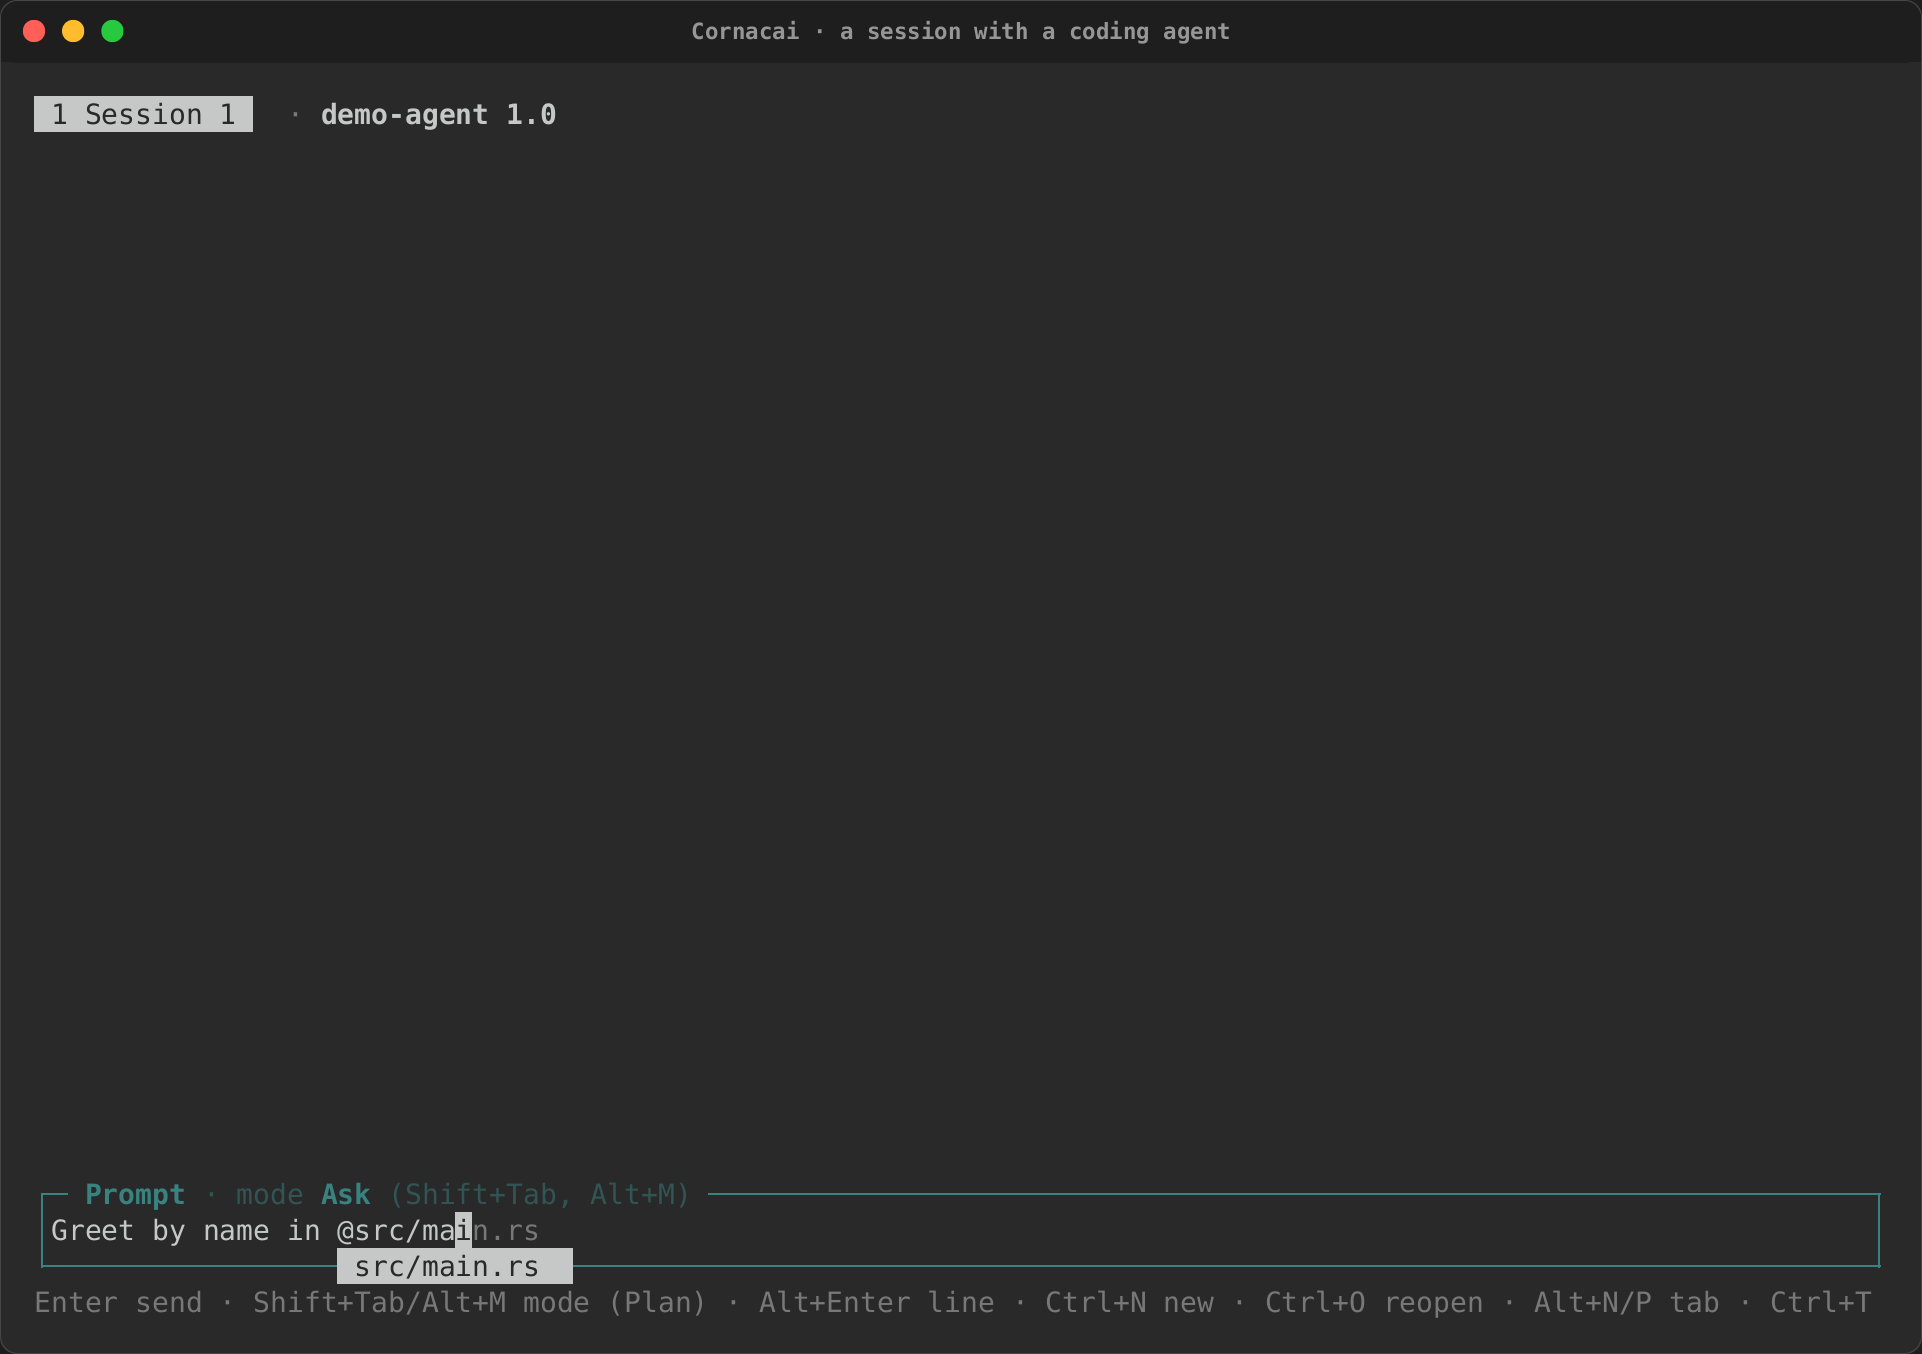 Cornacai · a session with a coding agent
1 Session 1 · demo-agent 1.0
Prompt · mode Ask (Shift+Tab, Alt+M)
Greet by name in @src/main.rs
src/main.rs
Enter send · Shift+Tab/Alt+M mode (Plan) · Alt+Enter line · Ctrl+N new · Ctrl+O reopen · Alt+N/P tab · Ctrl+T